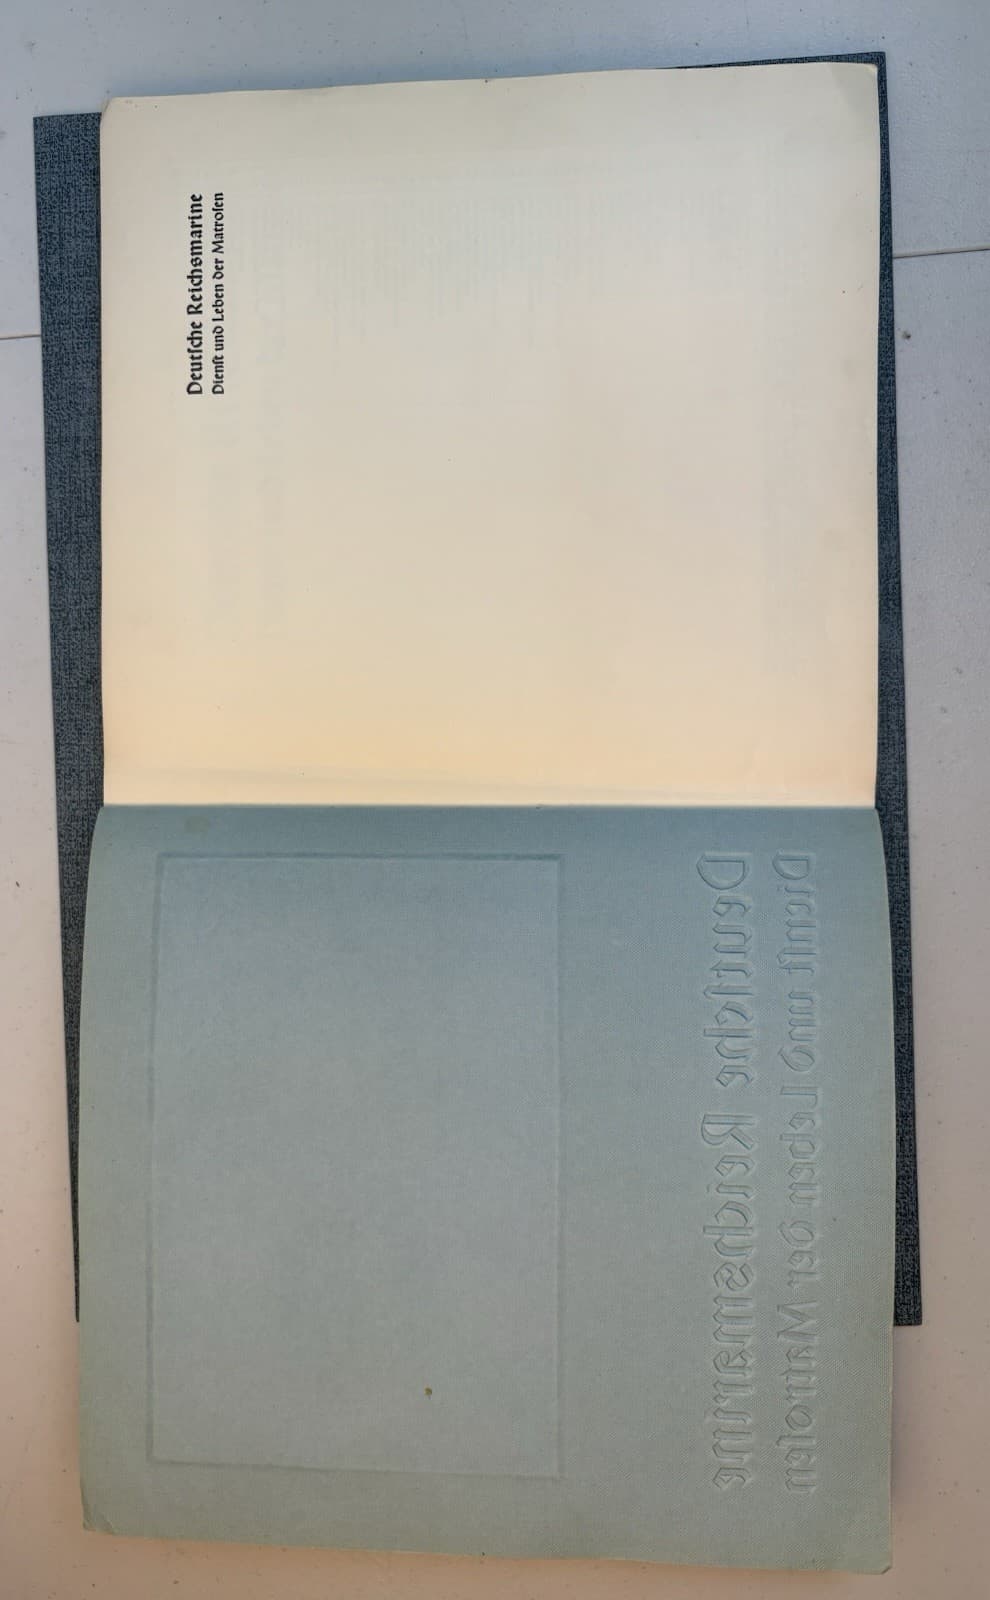 Deutſche Reichsmarine
Dienſt und Leben der Matroſen
Deutſche Reichsmarine
Dienſt und Leben der Matroſen